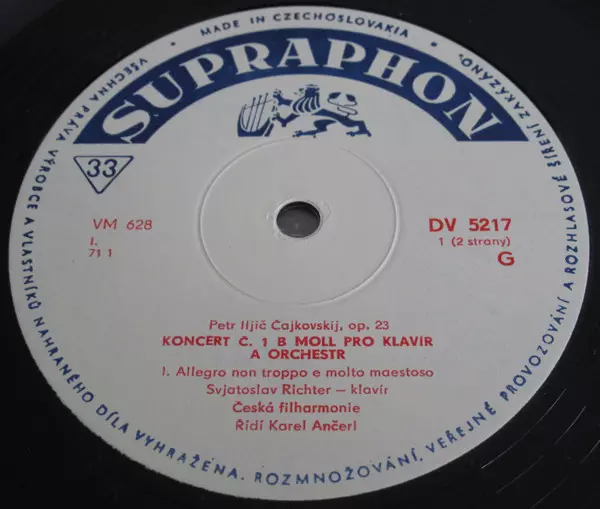 MADE IN CZECHOSLOVAKIA
SUPRAPHON
33
VM 628
I.
71 1
DV 5217
1 (2 strany)
G
Petr Iljič Čajkovskij, op. 23
KONCERT Č. 1 B MOLL PRO KLAVÍR
A ORCHESTR
I. Allegro non troppo e molto maestoso
Svjatoslav Richter – klavír
Česká filharmonie
Řídí Karel Ančerl
VŠECHNA PRÁVA VÝROBCE A VLASTNÍKŮ NAHRANÉHO DÍLA VYHRAŽENA. ROZMNOŽOVÁNÍ, VEŘEJNÉ PROVOZOVÁNÍ A ROZHLASOVÉ ŠÍŘENÍ ZAKÁZÁNO.